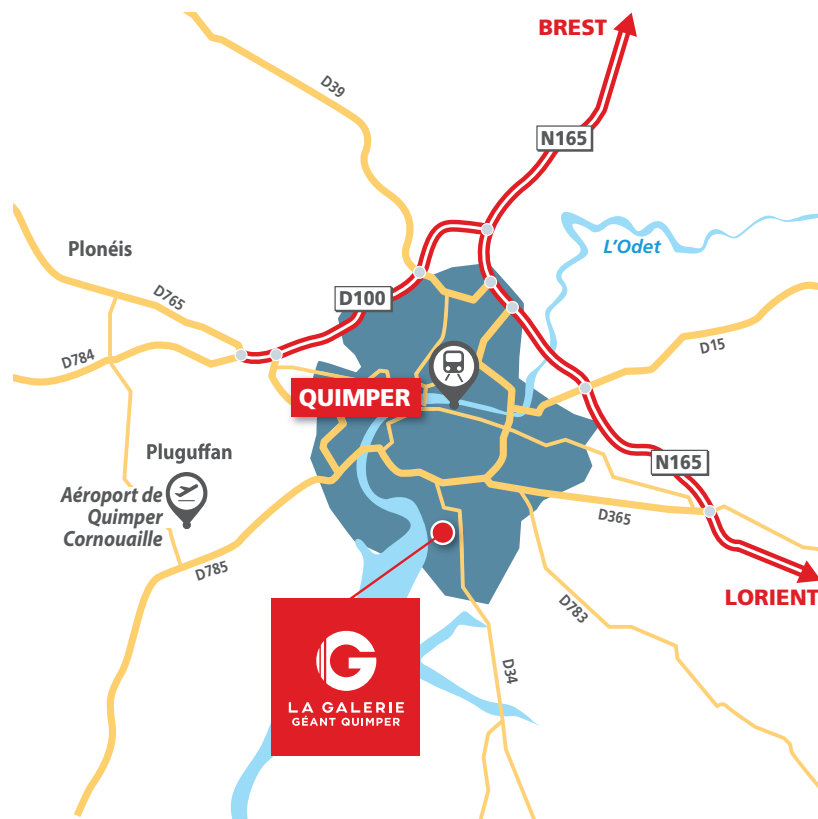 BREST
D39
N165
L'Odet
Plonéis
D765
D100
D15
D784
QUIMPER
Pluguffan
N165
Aéroport de
Quimper
Cornouaille
D365
D785
LORIENT
D783
D34
G
LA GALERIE
GÉANT QUIMPER